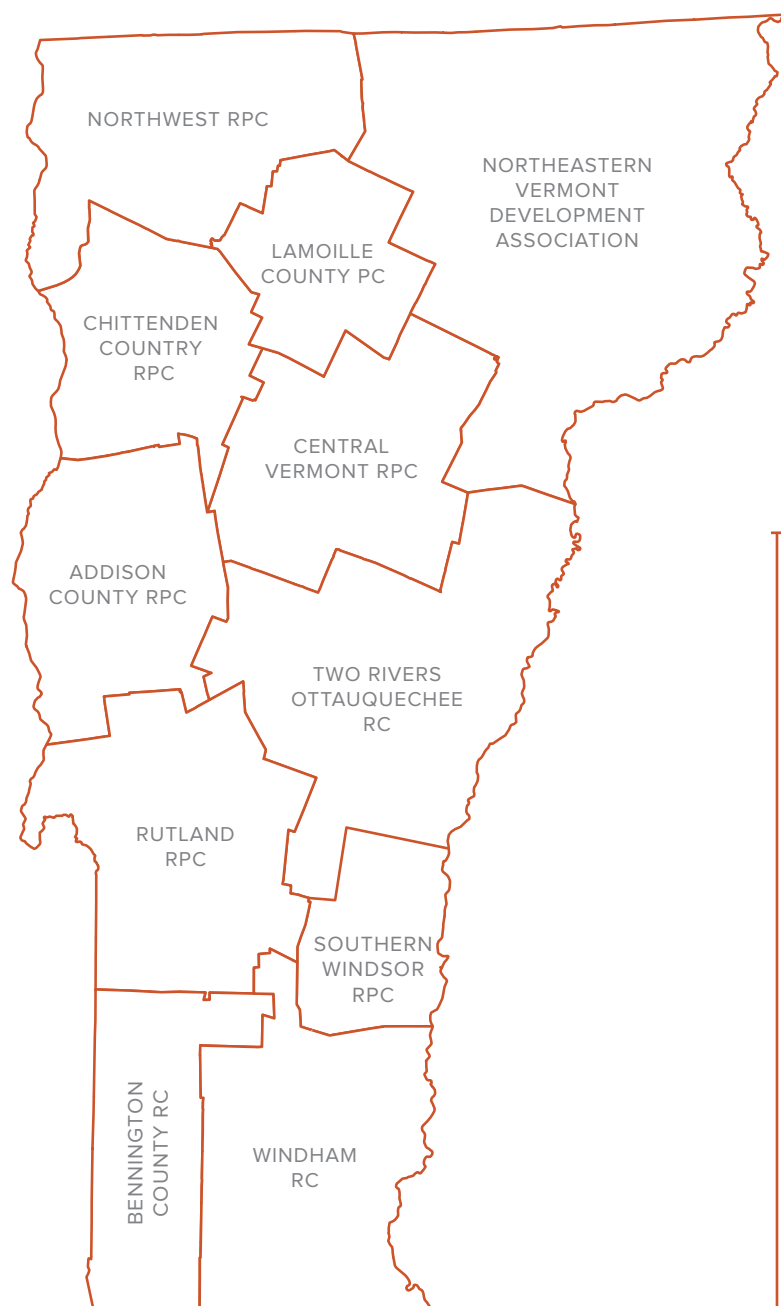 NORTHWEST RPC
NORTHEASTERN
VERMONT
DEVELOPMENT
ASSOCIATION
LAMOILLE
COUNTY PC
CHITTENDEN
COUNTRY
RPC
CENTRAL
VERMONT RPC
ADDISON
COUNTY RPC
TWO RIVERS
OTTAUQUECHEE
RC
RUTLAND
RPC
SOUTHERN
WINDSOR
RPC
BENNINGTON
COUNTY RC
WINDHAM
RC